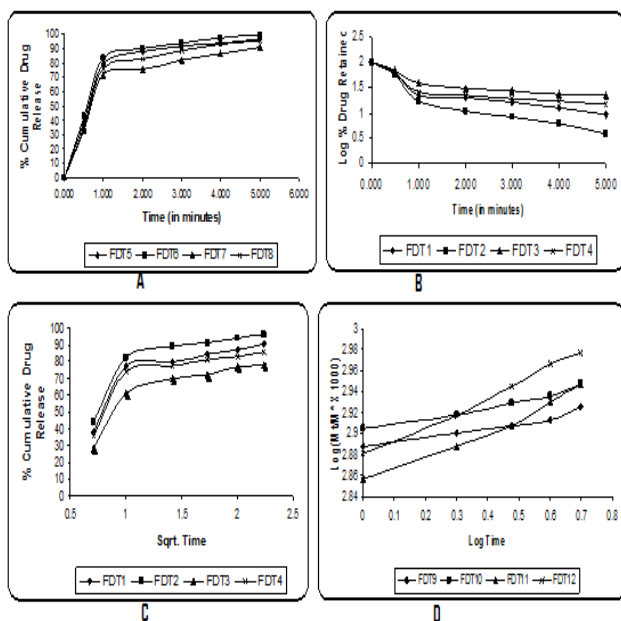 % Cumulative Drug
Release
100
90
80
70
60
50
40
30
20
10
0
0.000 1.000 2.000 3.000 4.000 5.000 6.000
Time (in minutes)
FDT5 FDT6 FDT7 FDT8
A
Log % Drug Retained
2.5
2
1.5
1
0.5
0
0.000 1.000 2.000 3.000 4.000 5.000
Time (in minutes)
FDT1 FDT2 FDT3 FDT4
B
% Cumulative Drug
Release
100
90
80
70
60
50
40
30
20
10
0
0.5 1 1.5 2 2.5
Sqrt. Time
FDT1 FDT2 FDT3 FDT4
C
Log(Mt/M* X 1000)
3
2.98
2.96
2.94
2.92
2.9
2.88
2.86
2.84
0 0.1 0.2 0.3 0.4 0.5 0.6 0.7 0.8
Log Time
FDT9 FDT10 FDT11 FDT12
D